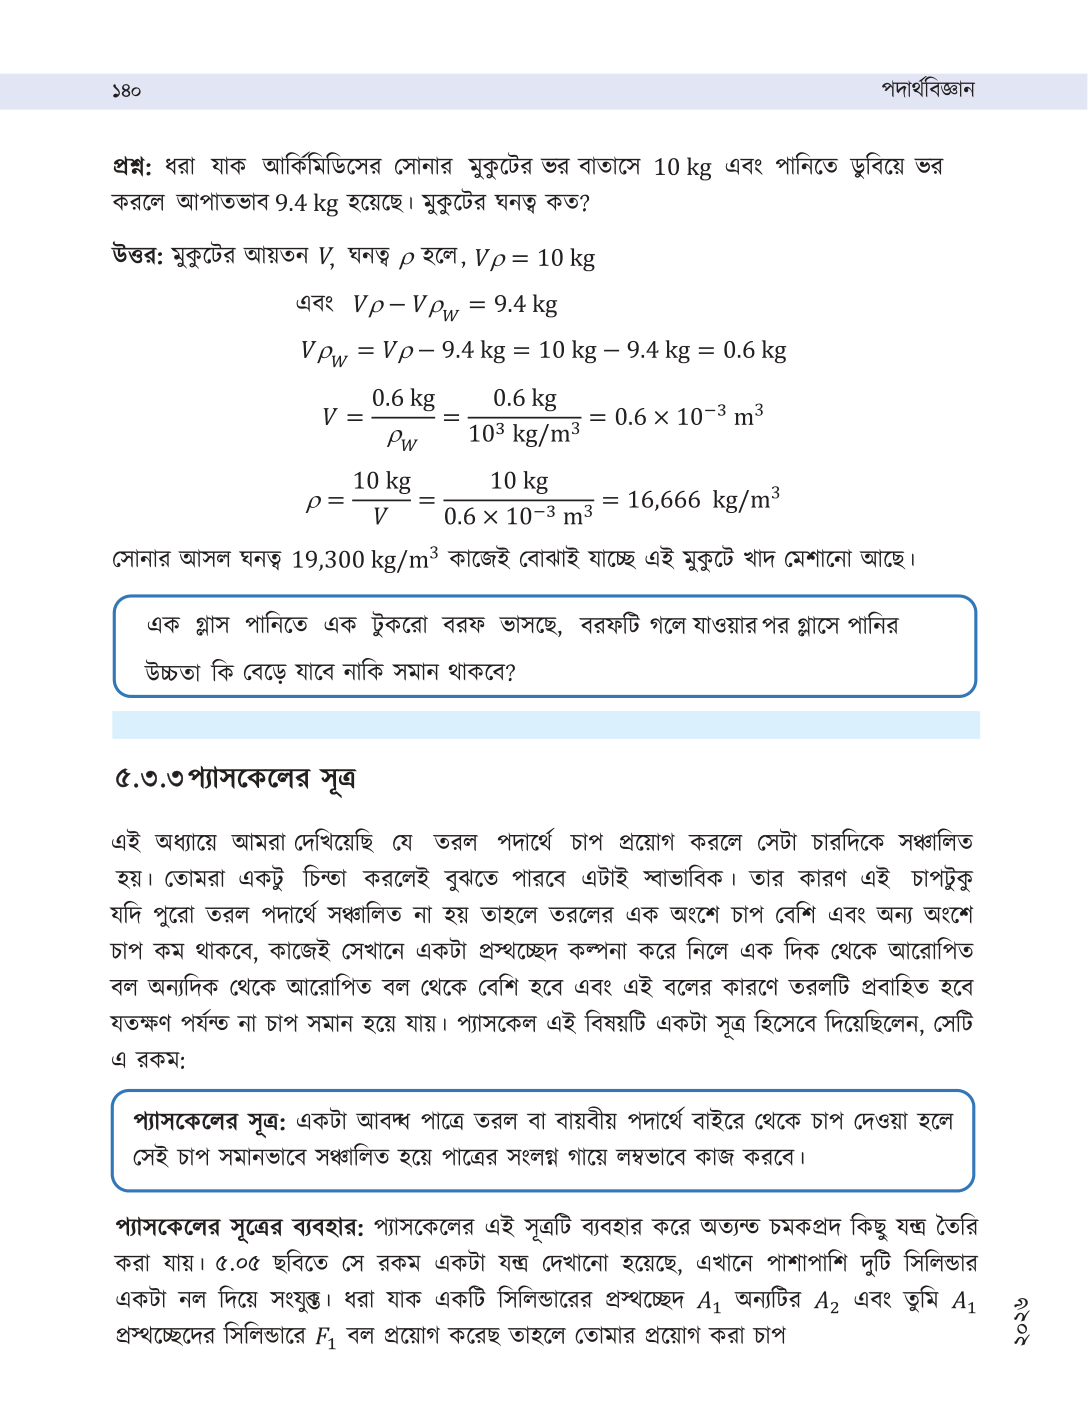 ১৪০ পদার্থবিজ্ঞান
প্রশ্ন: ধরা যাক আর্কিমিডিসের সোনার মুকুটের ভর বাতাসে 10 kg এবং পানিতে ডুবিয়ে ভর
করলে আপাতভাব 9.4 kg হয়েছে। মুকুটের ঘনত্ব কত?
উত্তর: মুকুটের আয়তন V, ঘনত্ব ρ হলে, Vρ = 10 kg
এবং Vρ − Vρ_W = 9.4 kg
Vρ_W = Vρ − 9.4 kg = 10 kg − 9.4 kg = 0.6 kg
V = 0.6 kg / ρ_W = 0.6 kg / 10³ kg/m³ = 0.6 × 10⁻³ m³
ρ = 10 kg / V = 10 kg / 0.6 × 10⁻³ m³ = 16,666 kg/m³
সোনার আসল ঘনত্ব 19,300 kg/m³ কাজেই বোঝাই যাচ্ছে এই মুকুটে খাদ মেশানো আছে।
এক গ্লাস পানিতে এক টুকরো বরফ ভাসছে, বরফটি গলে যাওয়ার পর গ্লাসে পানির
উচ্চতা কি বেড়ে যাবে নাকি সমান থাকবে?
৫.৩.৩ প্যাসকেলের সূত্র
এই অধ্যায়ে আমরা দেখিয়েছি যে তরল পদার্থে চাপ প্রয়োগ করলে সেটা চারদিকে সঞ্চালিত
হয়। তোমরা একটু চিন্তা করলেই বুঝতে পারবে এটাই স্বাভাবিক। তার কারণ এই চাপটুকু
যদি পুরো তরল পদার্থে সঞ্চালিত না হয় তাহলে তরলের এক অংশে চাপ বেশি এবং অন্য অংশে
চাপ কম থাকবে, কাজেই সেখানে একটা প্রস্থচ্ছেদ কল্পনা করে নিলে এক দিক থেকে আরোপিত
বল অন্যদিক থেকে আরোপিত বল থেকে বেশি হবে এবং এই বলের কারণে তরলটি প্রবাহিত হবে
যতক্ষণ পর্যন্ত না চাপ সমান হয়ে যায়। প্যাসকেল এই বিষয়টি একটা সূত্র হিসেবে দিয়েছিলেন, সেটি
এ রকম:
প্যাসকেলের সূত্র: একটা আবদ্ধ পাত্রে তরল বা বায়বীয় পদার্থে বাইরে থেকে চাপ দেওয়া হলে
সেই চাপ সমানভাবে সঞ্চালিত হয়ে পাত্রের সংলগ্ন গায়ে লম্বভাবে কাজ করবে।
প্যাসকেলের সূত্রের ব্যবহার: প্যাসকেলের এই সূত্রটি ব্যবহার করে অত্যন্ত চমকপ্রদ কিছু যন্ত্র তৈরি
করা যায়। ৫.০৫ ছবিতে সে রকম একটা যন্ত্র দেখানো হয়েছে, এখানে পাশাপাশি দুটি সিলিন্ডার
একটা নল দিয়ে সংযুক্ত। ধরা যাক একটি সিলিন্ডারের প্রস্থচ্ছেদ A₁ অন্যটির A₂ এবং তুমি A₁
প্রস্থচ্ছেদের সিলিন্ডারে F₁ বল প্রয়োগ করেছ তাহলে তোমার প্রয়োগ করা চাপ
২০২৬